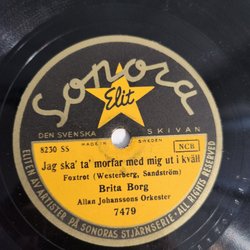 Sonora
Elit
DEN SVENSKA SKIVAN
MADE IN SWEDEN
8230 SS NCB
Jag ska' ta' morfar med mig ut i kväll
Foxtrot (Westerberg, Sandström)
Brita Borg
Allan Johanssons Orkester
7479
ELITEN AV ARTISTER PÅ SONORAS STJÄRNSERIE
ALL RIGHTS